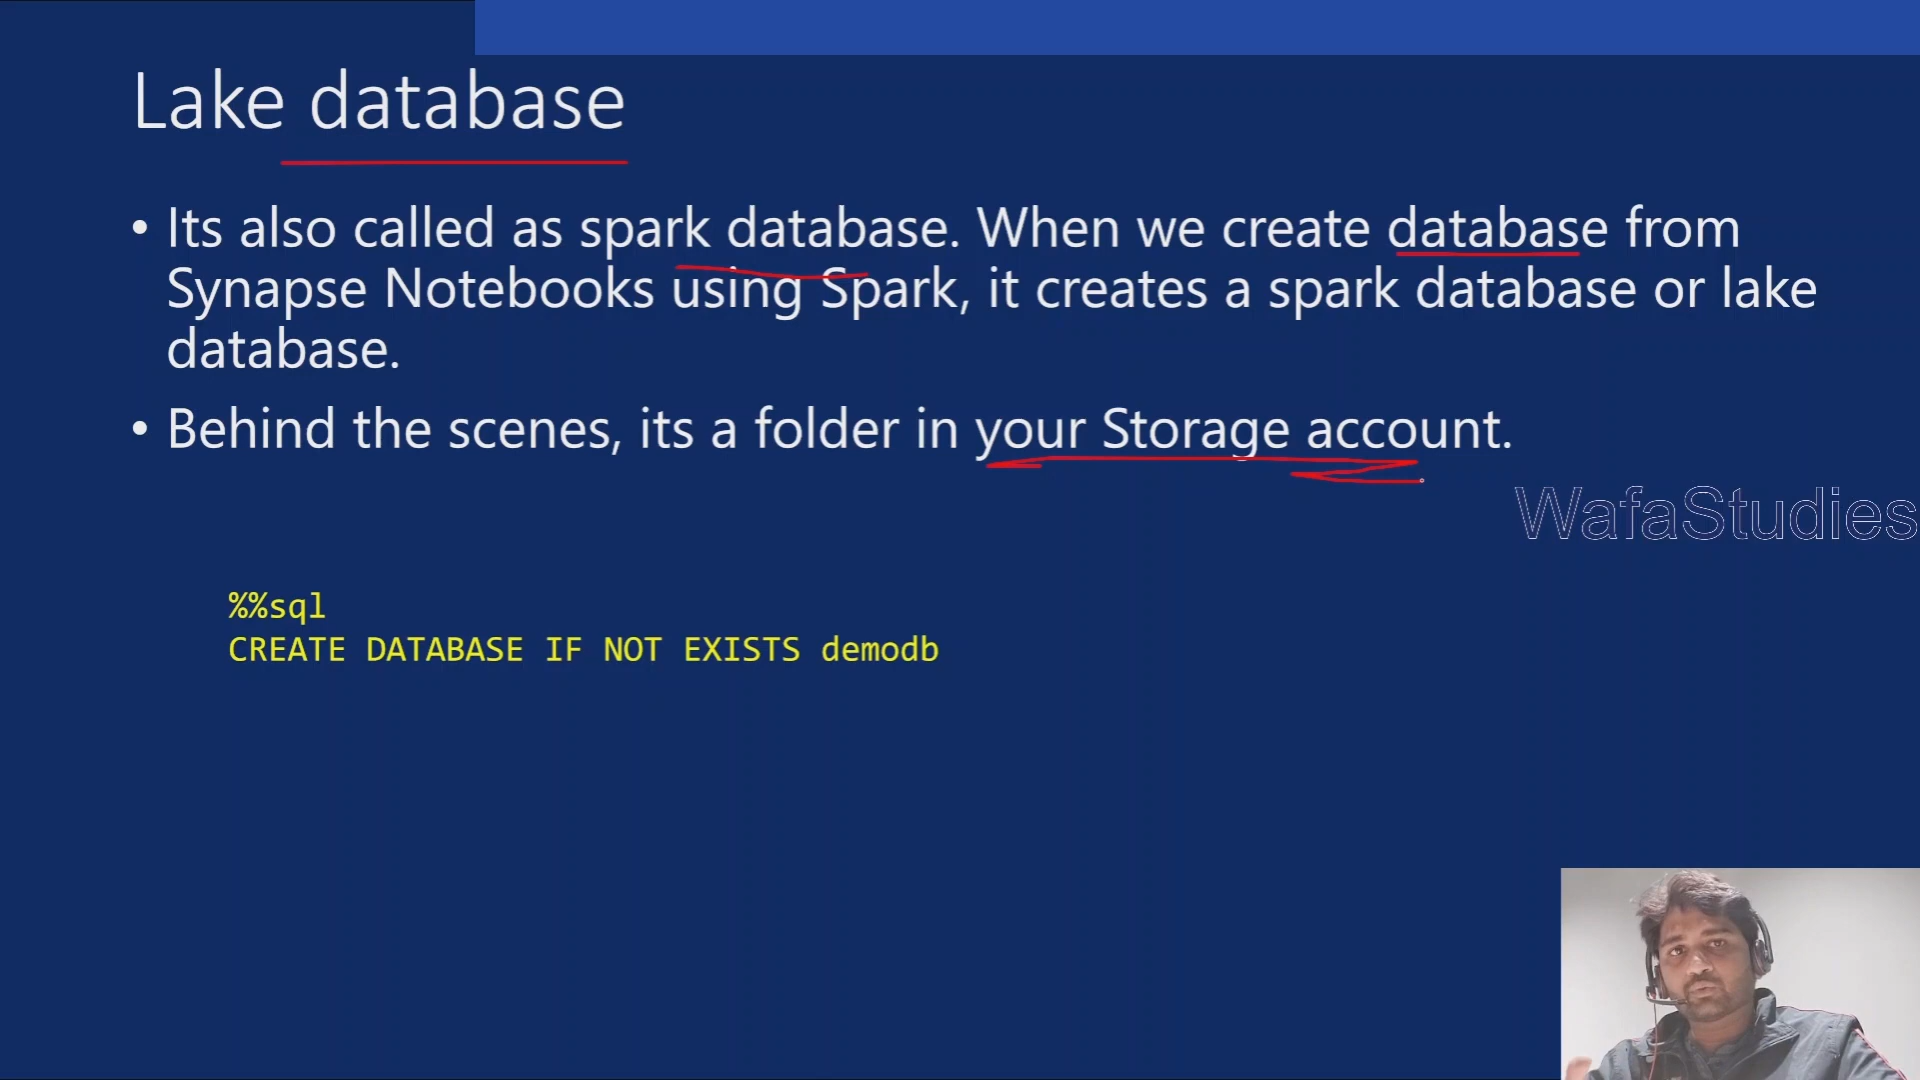 Lake database
• Its also called as spark database. When we create database from
Synapse Notebooks using Spark, it creates a spark database or lake
database.
• Behind the scenes, its a folder in your Storage account.
WafaStudies
%%sql
CREATE DATABASE IF NOT EXISTS demodb